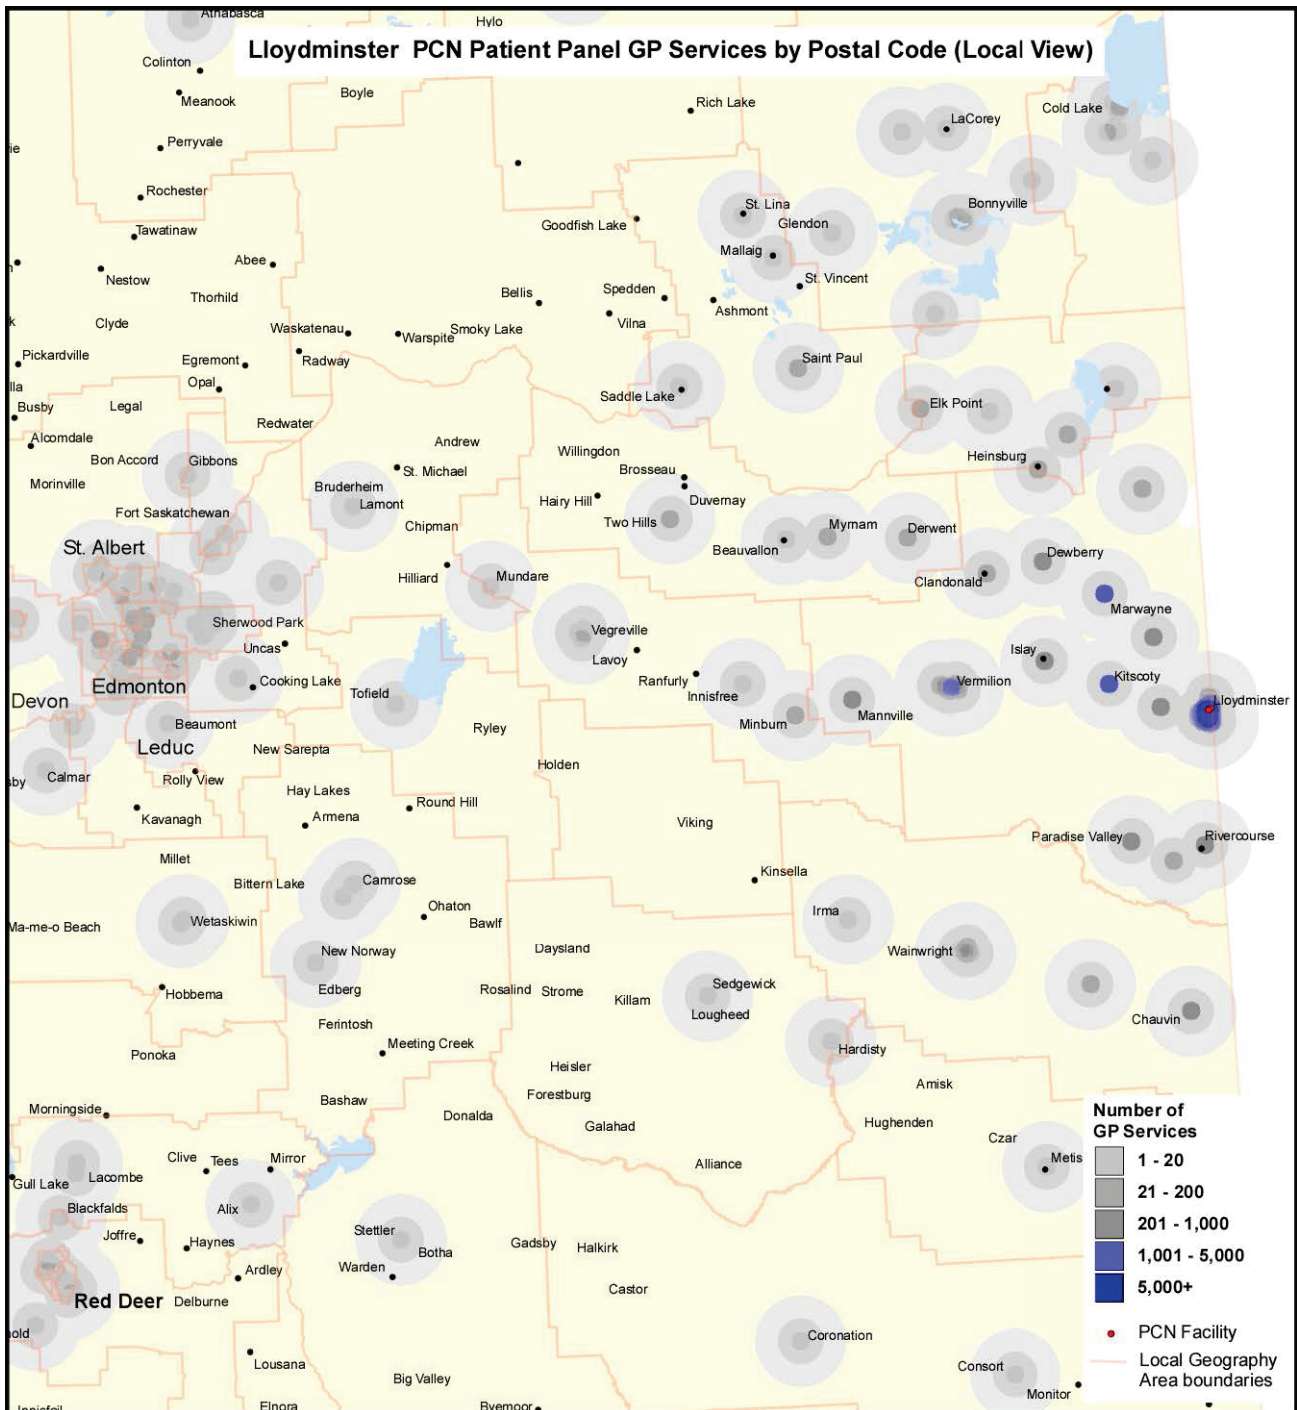 Athabasca
Hylo
Lloydminster PCN Patient Panel GP Services by Postal Code (Local View)
Colinton
Boyle
Meanook
Rich Lake
Cold Lake
LaCorey
Perryvale
ie
Rochester
St. Lina
Bonnyville
Glendon
Goodfish Lake
Tawatinaw
Mallaig
Abee
n
Nestow
St. Vincent
Spedden
Bellis
Thorhild
Ashmont
Vilna
k
Clyde
Waskatenau
Smoky Lake
Warspite
Pickardville
Egremont
Radway
Saint Paul
lla
Opal
Saddle Lake
Busby
Legal
Elk Point
Redwater
Alcomdale
Andrew
Willingdon
Heinsburg
Bon Accord
Gibbons
St. Michael
Brosseau
Morinville
Bruderheim
Lamont
Hairy Hill
Duvernay
Fort Saskatchewan
Chipman
Two Hills
Myrnam
Derwent
St. Albert
Beauvallon
Dewberry
Hilliard
Mundare
Clandonald
Marwayne
Sherwood Park
Vegreville
Uncas
Lavoy
Islay
Edmonton
Cooking Lake
Ranfurly
Vermilion
Kitscoty
Devon
Tofield
Innisfree
Lloydminster
Beaumont
Ryley
Minburn
Mannville
Leduc
New Sarepta
Holden
sby
Calmar
Rolly View
Hay Lakes
Round Hill
Kavanagh
Armena
Viking
Paradise Valley
Rivercourse
Millet
Kinsella
Bittern Lake
Camrose
Ohaton
Irma
Ma-me-o Beach
Wetaskiwin
Bawlf
New Norway
Daysland
Wainwright
Hobbema
Edberg
Rosalind
Strome
Killam
Sedgewick
Lougheed
Chauvin
Ferintosh
Meeting Creek
Hardisty
Ponoka
Heisler
Amisk
Bashaw
Forestburg
Morningside
Donalda
Galahad
Hughenden
Czar
Clive
Tees
Mirror
Alliance
Metis
Gull Lake
Lacombe
Blackfalds
Alix
Joffre
Haynes
Stettler
Botha
Gadsby
Halkirk
Ardley
Warden
Castor
Red Deer
Delburne
old
Coronation
Lousana
Consort
Big Valley
Monitor
Innisfail
Elnora
Byemoor
Number of
GP Services
1 - 20
21 - 200
201 - 1,000
1,001 - 5,000
5,000+
PCN Facility
Local Geography
Area boundaries